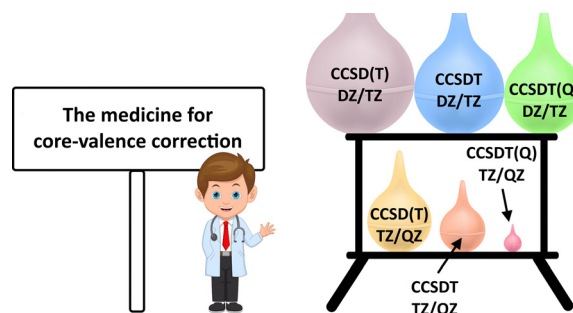 The medicine for
core-valence correction
CCSD(T)
DZ/TZ
CCSDT
DZ/TZ
CCSDT(Q
DZ/TZ
CCSDT(Q)
TZ/QZ
CCSD(T)
TZ/QZ
CCSDT
TZ/QZ